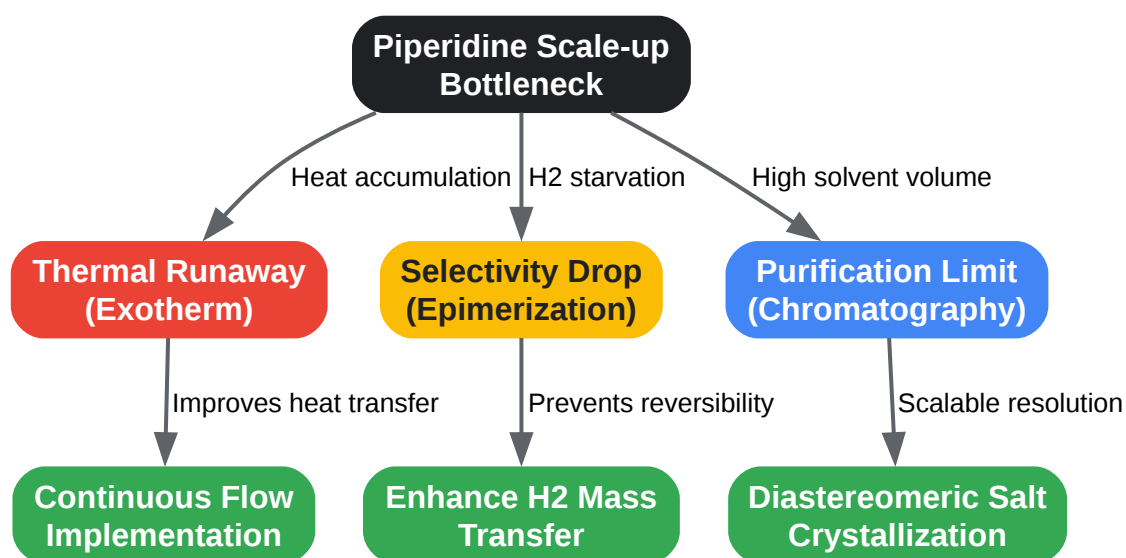 Piperidine Scale-up
Bottleneck
Heat accumulation
H2 starvation
High solvent volume
Thermal Runaway
(Exotherm)
Selectivity Drop
(Epimerization)
Purification Limit
(Chromatography)
Improves heat transfer
Prevents reversibility
Scalable resolution
Continuous Flow
Implementation
Enhance H2 Mass
Transfer
Diastereomeric Salt
Crystallization